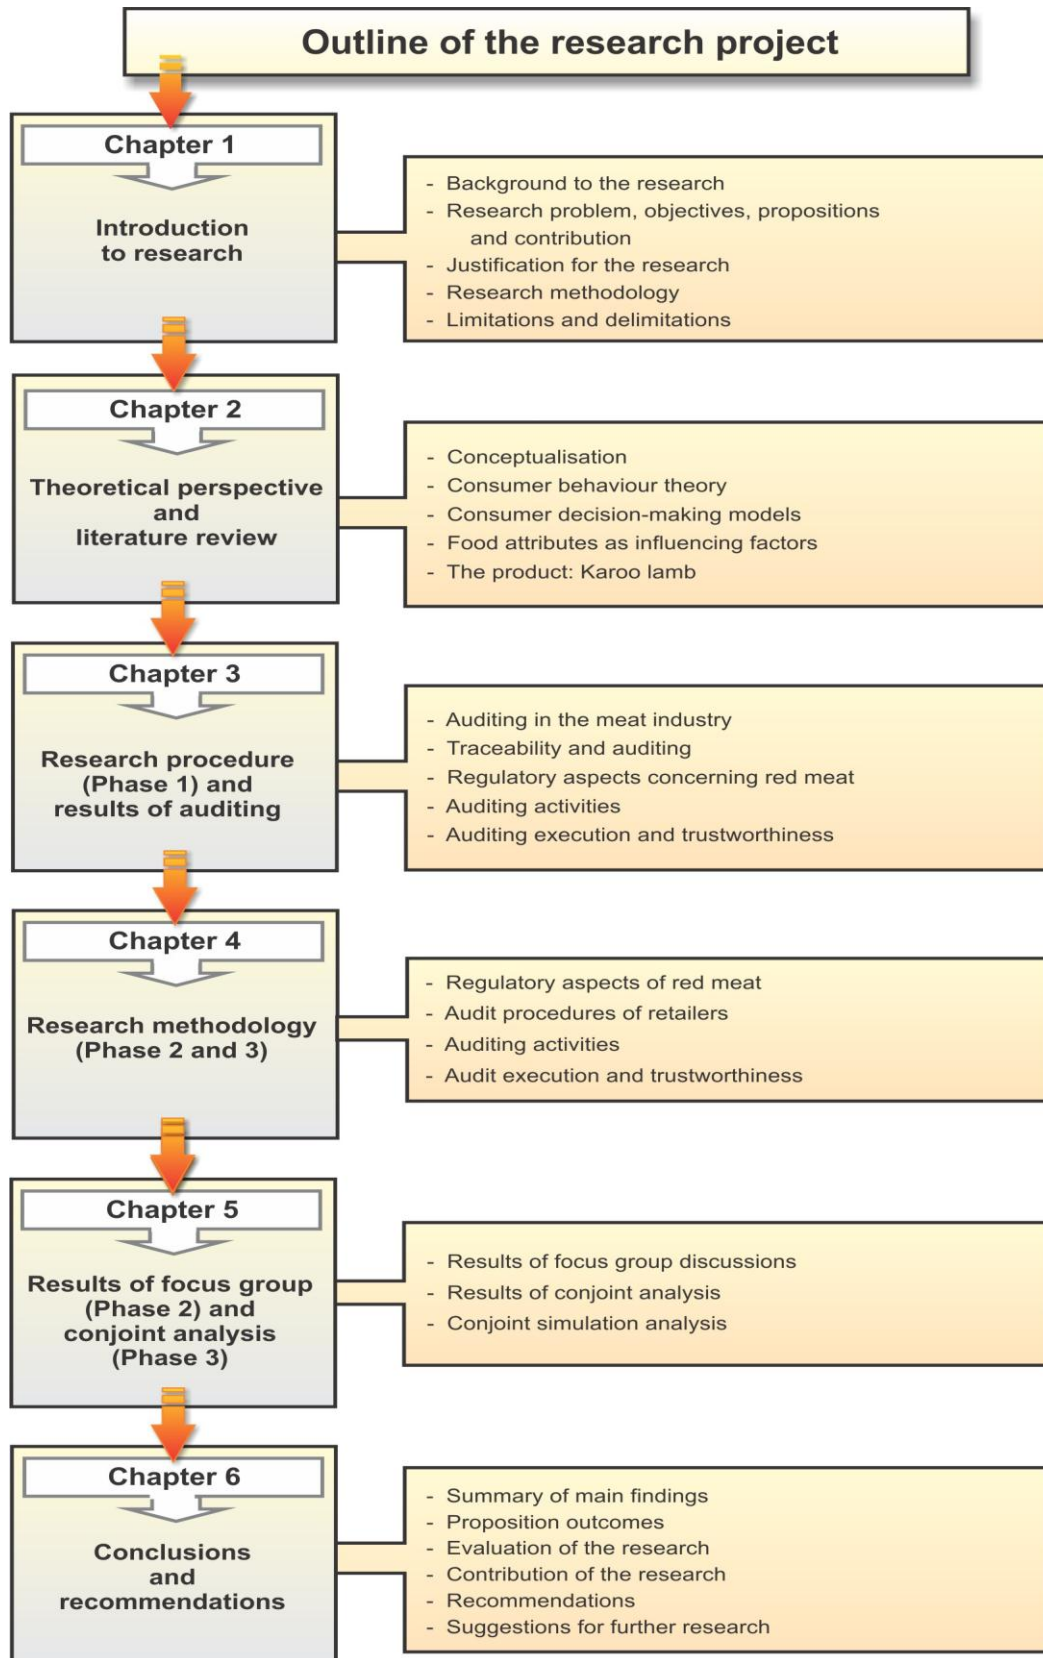 Outline of the research project
Chapter 1
Introduction
to research
- Background to the research
- Research problem, objectives, propositions
and contribution
- Justification for the research
- Research methodology
- Limitations and delimitations
Chapter 2
Theoretical perspective
and
literature review
- Conceptualisation
- Consumer behaviour theory
- Consumer decision-making models
- Food attributes as influencing factors
- The product: Karoo lamb
Chapter 3
Research procedure
(Phase 1) and
results of auditing
- Auditing in the meat industry
- Traceability and auditing
- Regulatory aspects concerning red meat
- Auditing activities
- Auditing execution and trustworthiness
Chapter 4
Research methodology
(Phase 2 and 3)
- Regulatory aspects of red meat
- Audit procedures of retailers
- Auditing activities
- Audit execution and trustworthiness
Chapter 5
Results of focus group
(Phase 2) and
conjoint analysis
(Phase 3)
- Results of focus group discussions
- Results of conjoint analysis
- Conjoint simulation analysis
Chapter 6
Conclusions
and
recommendations
- Summary of main findings
- Proposition outcomes
- Evaluation of the research
- Contribution of the research
- Recommendations
- Suggestions for further research